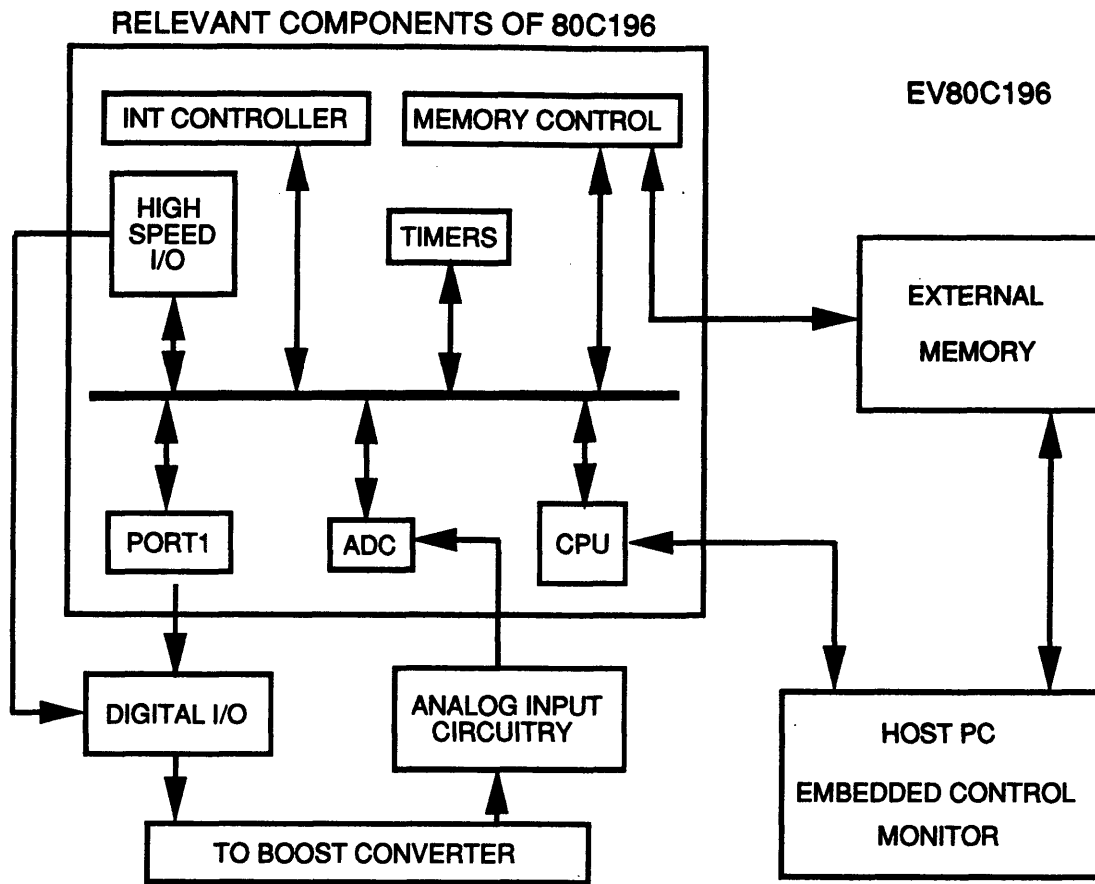 RELEVANT COMPONENTS OF 80C196
EV80C196
INT CONTROLLER
MEMORY CONTROL
HIGH
SPEED
I/O
TIMERS
EXTERNAL
MEMORY
PORT1
ADC
CPU
DIGITAL I/O
ANALOG INPUT
CIRCUITRY
HOST PC
EMBEDDED CONTROL
MONITOR
TO BOOST CONVERTER